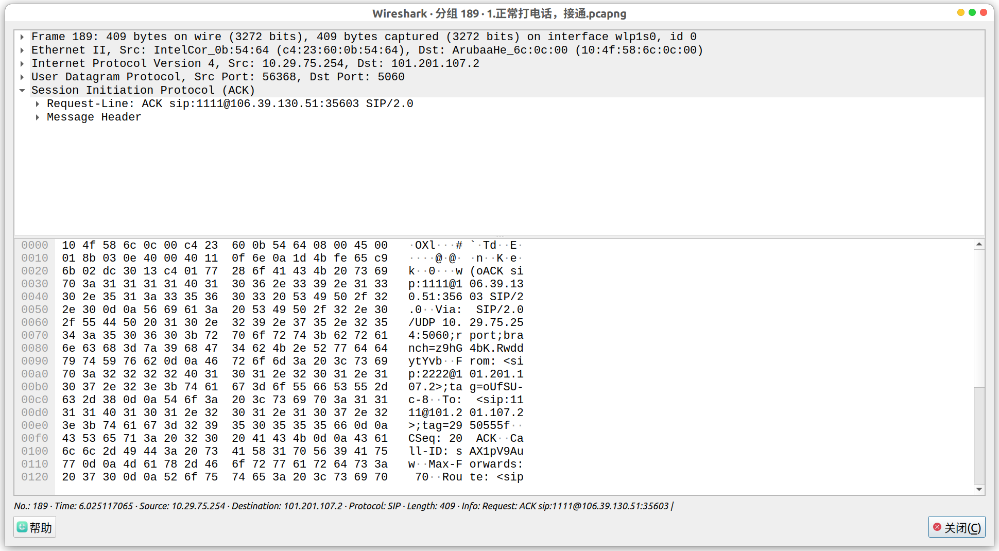 Wireshark · 分组 189 · 1.正常打电话，接通.pcapng
Frame 189: 409 bytes on wire (3272 bits), 409 bytes captured (3272 bits) on interface wlp1s0, id 0
Ethernet II, Src: IntelCor_0b:54:64 (c4:23:60:0b:54:64), Dst: ArubaaHe_6c:0c:00 (10:4f:58:6c:0c:00)
Internet Protocol Version 4, Src: 10.29.75.254, Dst: 101.201.107.2
User Datagram Protocol, Src Port: 56368, Dst Port: 5060
Session Initiation Protocol (ACK)
Request-Line: ACK sip:1111@106.39.130.51:35603 SIP/2.0
Message Header
0000 10 4f 58 6c 0c 00 c4 23 60 0b 54 64 08 00 45 00 ·OXl···# `·Td··E·
0010 01 8b 03 0e 40 00 40 11 0f 6e 0a 1d 4b fe 65 c9 ····@·@· ·n··K·e·
0020 6b 02 dc 30 13 c4 01 77 28 6f 41 43 4b 20 73 69 k··0···w (oACK si
0030 70 3a 31 31 31 31 40 31 30 36 2e 33 39 2e 31 33 p:1111@1 06.39.13
0040 30 2e 35 31 3a 33 35 36 30 33 20 53 49 50 2f 32 0.51:356 03 SIP/2
0050 2e 30 0d 0a 56 69 61 3a 20 53 49 50 2f 32 2e 30 .0··Via: SIP/2.0
0060 2f 55 44 50 20 31 30 2e 32 39 2e 37 35 2e 32 35 /UDP 10. 29.75.25
0070 34 3a 35 30 36 30 3b 72 70 6f 72 74 3b 62 72 61 4:5060;r port;bra
0080 6e 63 68 3d 7a 39 68 47 34 62 4b 2e 52 77 64 64 nch=z9hG 4bK.Rwdd
0090 79 74 59 76 62 0d 0a 46 72 6f 6d 3a 20 3c 73 69 ytYvb··F rom: <si
00a0 70 3a 32 32 32 32 40 31 30 31 2e 32 30 31 2e 31 p:2222@1 01.201.1
00b0 30 37 2e 32 3e 3b 74 61 67 3d 6f 55 66 53 55 2d 07.2>;ta g=oUfSU-
00c0 63 2d 38 0d 0a 54 6f 3a 20 3c 73 69 70 3a 31 31 c-8··To: <sip:11
00d0 31 31 40 31 30 31 2e 32 30 31 2e 31 30 37 2e 32 11@101.2 01.107.2
00e0 3e 3b 74 61 67 3d 32 39 35 30 35 35 35 66 0d 0a >;tag=29 50555f··
00f0 43 53 65 71 3a 20 32 30 20 41 43 4b 0d 0a 43 61 CSeq: 20 ACK··Ca
0100 6c 6c 2d 49 44 3a 20 73 41 58 31 70 56 39 41 75 ll-ID: s AX1pV9Au
0110 77 0d 0a 4d 61 78 2d 46 6f 72 77 61 72 64 73 3a w··Max-F orwards:
0120 20 37 30 0d 0a 52 6f 75 74 65 3a 20 3c 73 69 70 70··Rou te: <sip
No.: 189 · Time: 6.025117065 · Source: 10.29.75.254 · Destination: 101.201.107.2 · Protocol: SIP · Length: 409 · Info: Request: ACK sip:1111@106.39.130.51:35603 |
帮助
关闭(C)